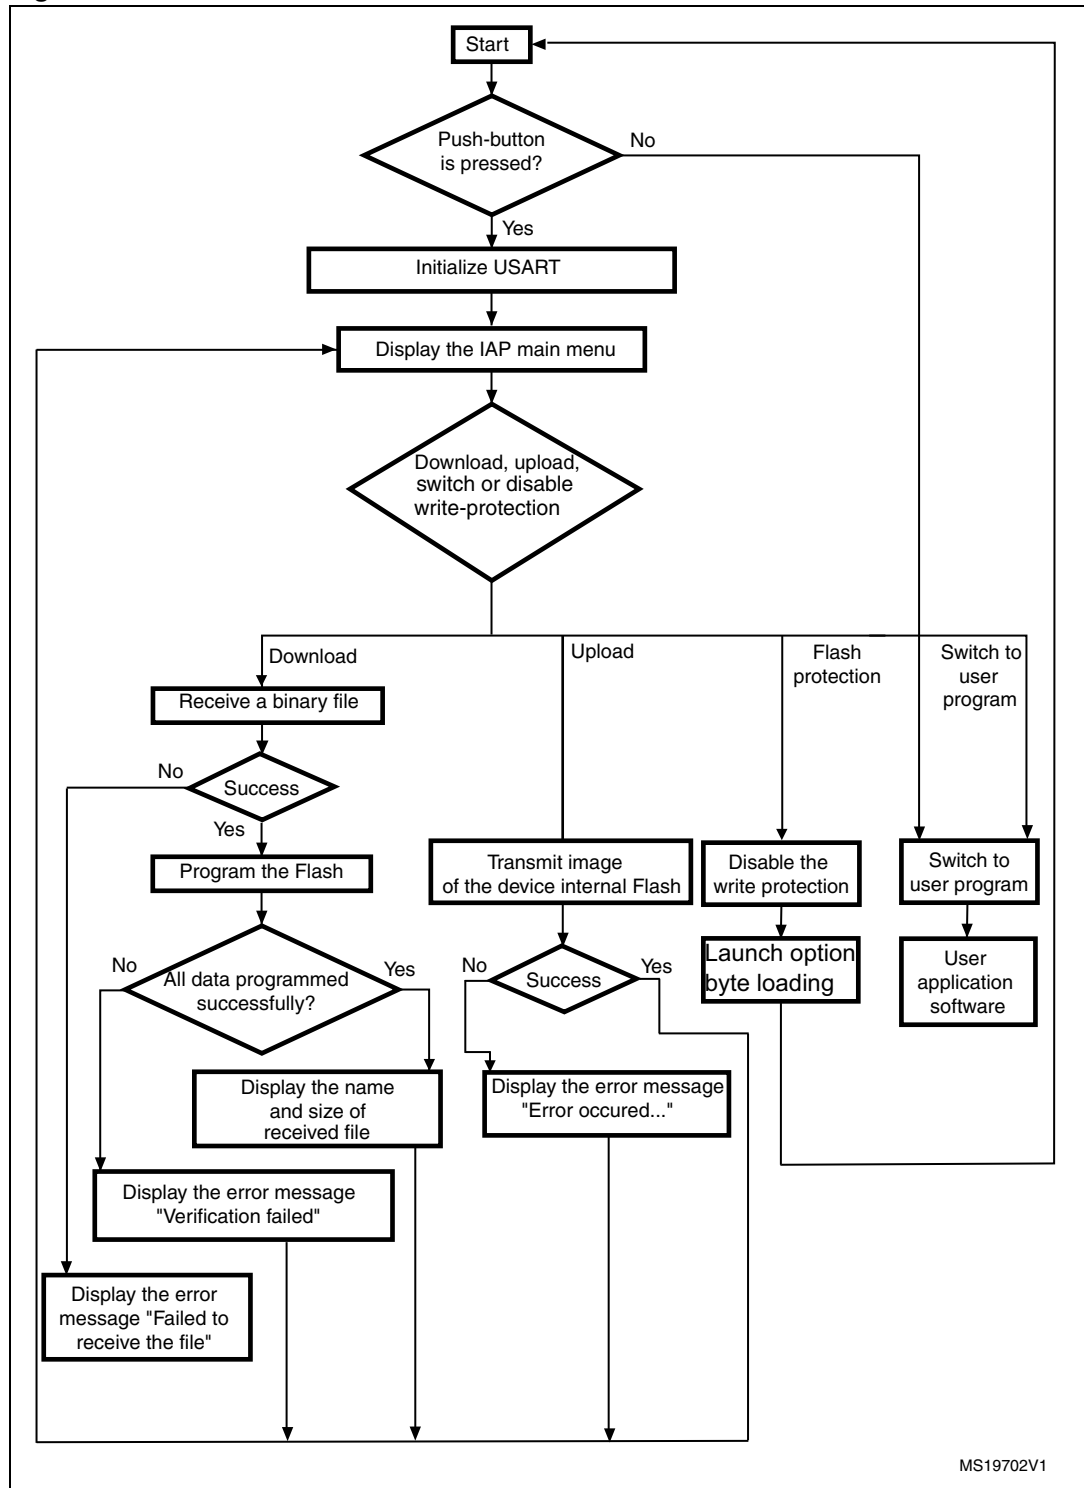 Start
Push-button
is pressed?
No
Yes
Initialize USART
Display the IAP main menu
Download, upload,
switch or disable
write-protection
Download
Upload
Flash
protection
Switch to
user
program
Receive a binary file
No
Success
Yes
Program the Flash
Transmit image
of the device internal Flash
Disable the
write protection
Switch to
user program
No
All data programmed
successfully?
Yes
No
Success
Yes
Launch option
byte loading
User
application
software
Display the name
and size of
received file
Display the error message
"Error occured..."
Display the error message
"Verification failed"
Display the error
message "Failed to
receive the file"
MS19702V1